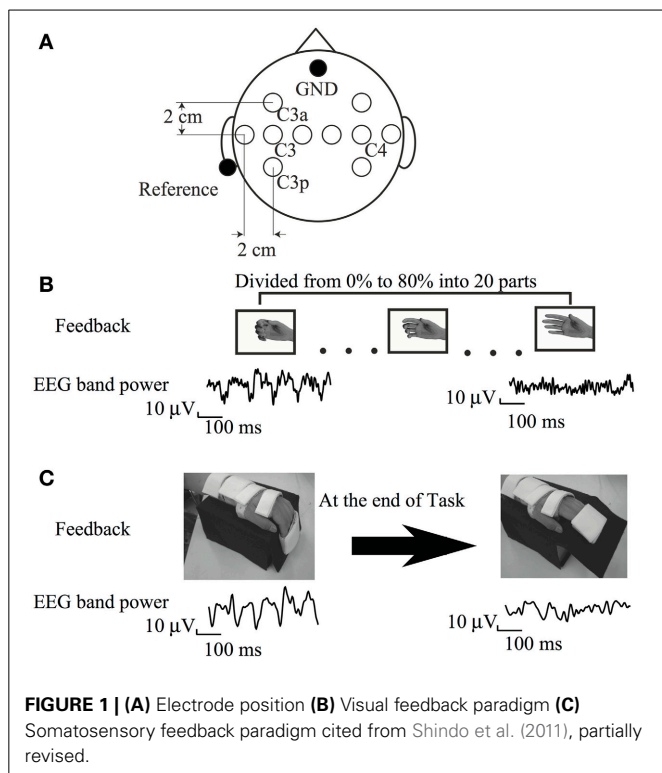 A
GND
2 cm
C3a
C3
C4
Reference
C3p
2 cm
B
Divided from 0% to 80% into 20 parts
Feedback
EEG band power
10 μV
100 ms
10 μV
100 ms
C
At the end of Task
Feedback
EEG band power
10 μV
100 ms
10 μV
100 ms
FIGURE 1 | (A) Electrode position (B) Visual feedback paradigm (C)
Somatosensory feedback paradigm cited from Shindo et al. (2011), partially
revised.